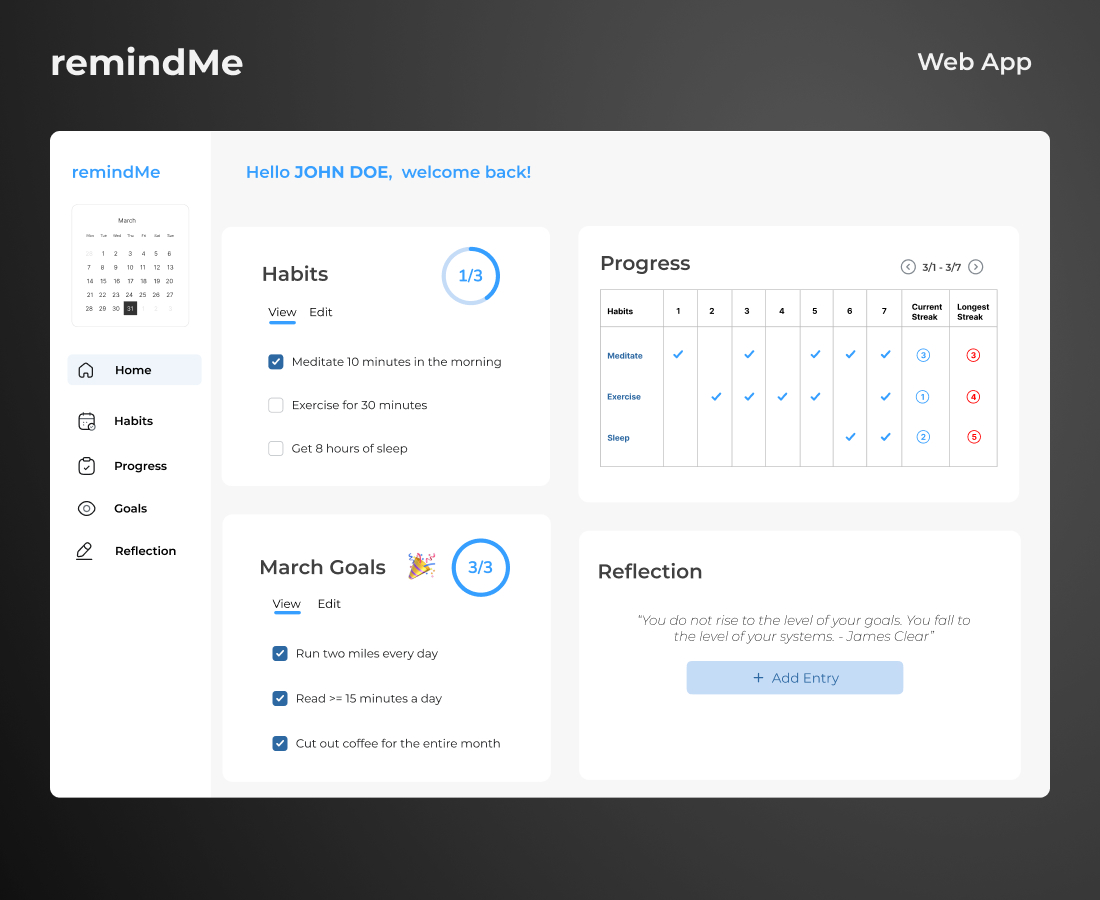 remindMe
Web App
remindMe
March
Mon Tue Wed Thu Fri Sat Sun
1 2 3 4 5 6
7 8 9 10 11 12 13
14 15 16 17 18 19 20
21 22 23 24 25 26 27
28 29 30 31 1 2 3
Home
Habits
Progress
Goals
Reflection
Hello JOHN DOE, welcome back!
Habits
1/3
View Edit
Meditate 10 minutes in the morning
Exercise for 30 minutes
Get 8 hours of sleep
Progress
3/1 - 3/7
Habits 1 2 3 4 5 6 7 Current Streak Longest Streak
Meditate 3 3
Exercise 1 4
Sleep 2 5
March Goals
3/3
View Edit
Run two miles every day
Read >= 15 minutes a day
Cut out coffee for the entire month
Reflection
“You do not rise to the level of your goals. You fall to
the level of your systems. - James Clear”
+ Add Entry